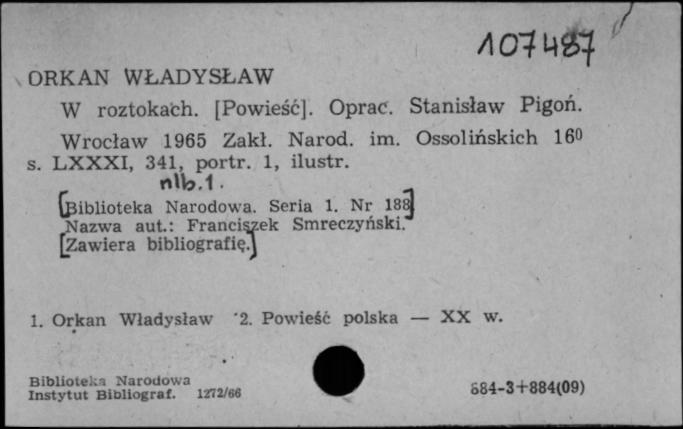 107487
ORKAN WŁADYSŁAW
W roztokach. [Powieść]. Oprac. Stanisław Pigoń.
Wrocław 1965 Zakł. Narod. im. Ossolińskich 16⁰
s. LXXXI, 341, portr. 1, ilustr.
nlb.1.
[Biblioteka Narodowa. Seria 1. Nr 188]
Nazwa aut.: Franciszek Smreczyński.
[Zawiera bibliografię.]
1. Orkan Władysław 2. Powieść polska — XX w.
Biblioteka Narodowa
Instytut Bibliograf. 1272/66
884-3+884(09)